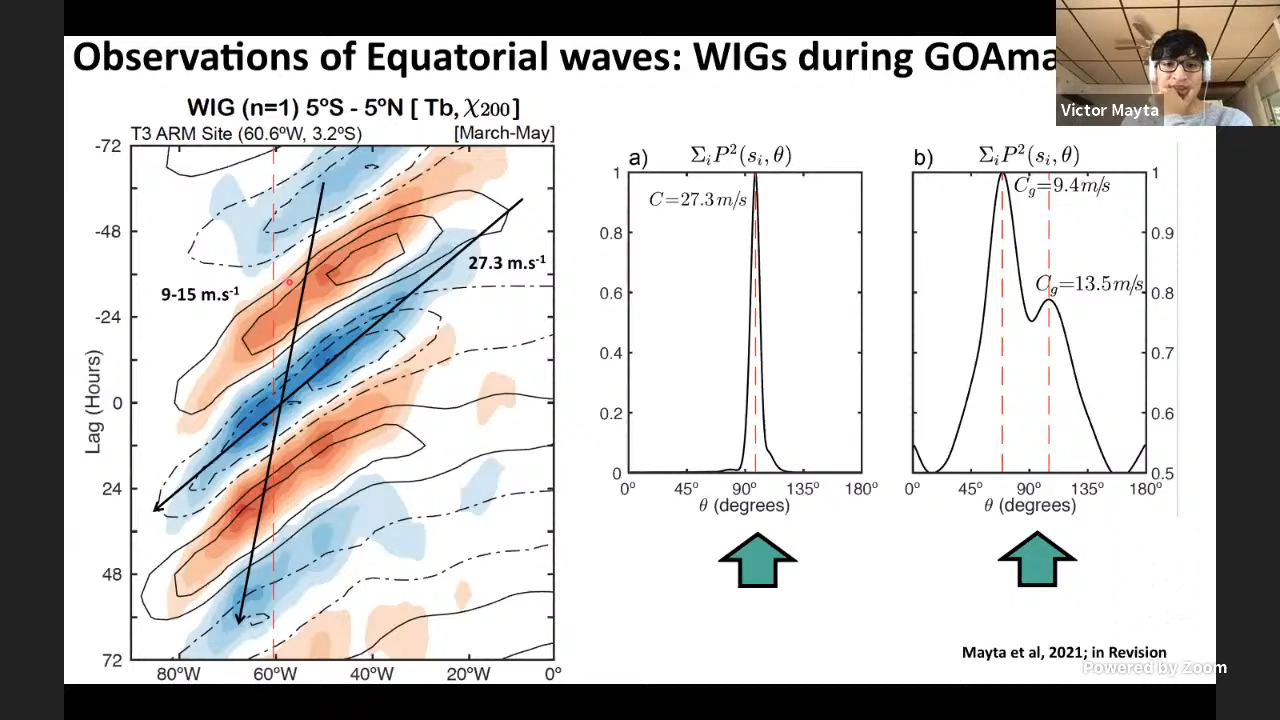 Observations of Equatorial waves: WIGs during GOAma
Victor Mayta
WIG (n=1) 5ºS - 5ºN [ Tb, χ200]
T3 ARM Site (60.6ºW, 3.2ºS) [March-May]
-72
-48
-24
0
24
48
72
Lag (Hours)
80ºW 60ºW 40ºW 20ºW 0º
9-15 m.s-1
27.3 m.s-1
a) ΣiP²(si, θ)
C=27.3 m/s
1
0.8
0.6
0.4
0.2
0
0º 45º 90º 135º 180º
θ (degrees)
b) ΣiP²(si, θ)
Cg=9.4 m/s
Cg=13.5 m/s
1
0.9
0.8
0.7
0.6
0.5
0º 45º 90º 135º 180º
θ (degrees)
Mayta et al, 2021; in Revision
Powered by Zoom